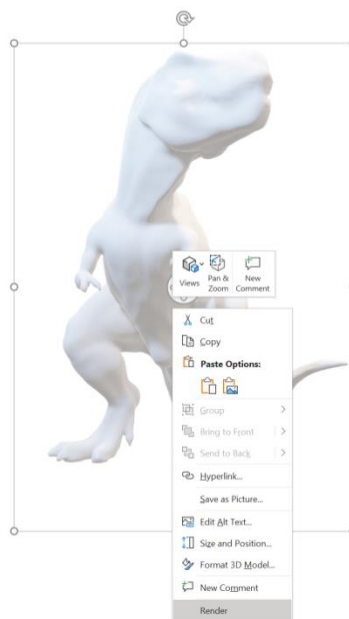 Views
Pan &
Zoom
New
Comment
Cut
Copy
Paste Options:
Group
Bring to Front
Send to Back
Hyperlink...
Save as Picture...
Edit Alt Text...
Size and Position...
Format 3D Model...
New Comment
Render